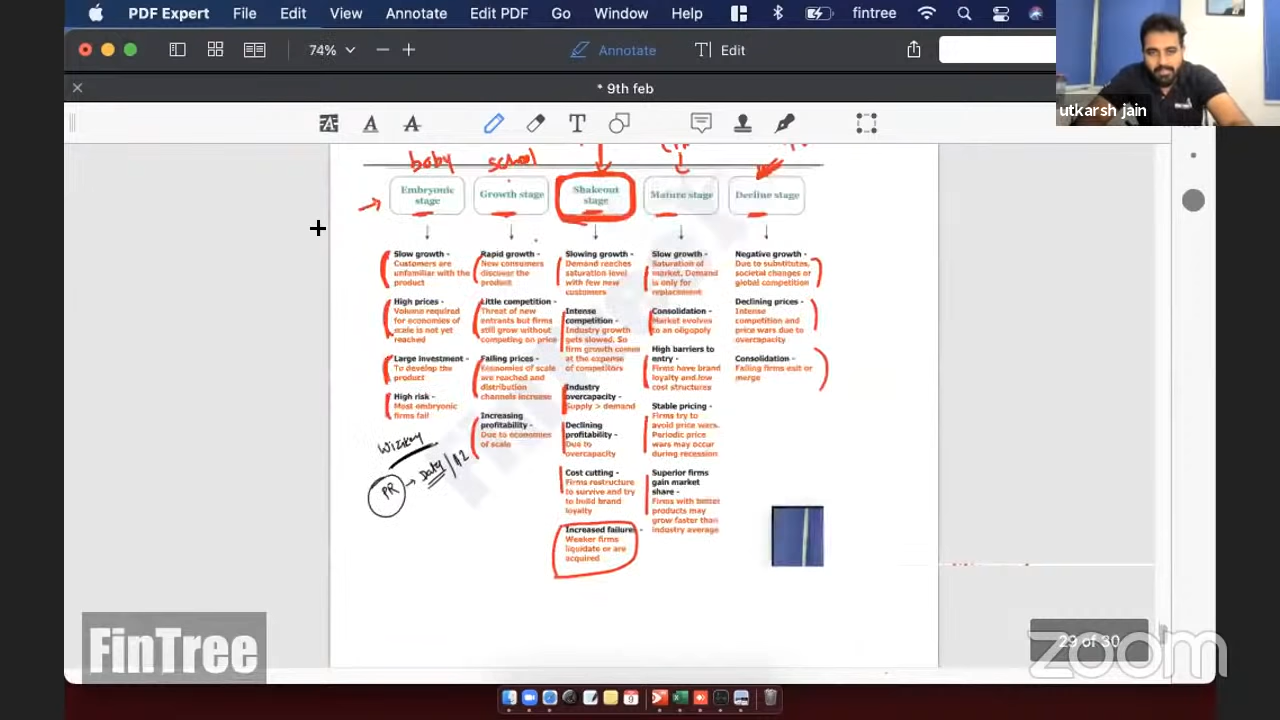 PDF Expert File Edit View Annotate Edit PDF Go Window Help fintree
74% Annotate Edit
utkarsh jain
* 9th feb
baby school
Embryonic stage
Growth stage
Shakeout stage
Mature stage
Decline stage
Slow growth -
Customers are
unfamiliar with the
product
High prices -
Volume required
for economies of
scale is not yet
reached
Large investment -
To develop the
product
High risk -
Most embryonic
firms fail
Rapid growth -
New consumers
discover the
product
Little competition -
Threat of new
entrants but firms
still grow without
competing on price
Falling prices -
Economies of scale
are reached and
distribution
channels increase
Increasing
profitability -
Due to economies
of scale
Slowing growth -
Demand reaches
saturation level
with few new
customers
Intense
competition -
Industry growth
gets slowed. So
firm growth comes
at the expense
of competitors
Industry
overcapacity -
Supply > demand
Declining
profitability -
Due to
overcapacity
Cost cutting -
Firms restructure
to survive and try
to build brand
loyalty
Increased failures -
Weaker firms
liquidate or are
acquired
Slow growth -
Saturation of
market. Demand
is only for
replacement
Consolidation -
Market evolves
to an oligopoly
High barriers to
entry -
Firms have brand
loyalty and low
cost structures
Stable pricing -
Firms try to
avoid price wars.
Periodic price
wars may occur
during recession
Superior firms
gain market
share -
Firms with better
products may
grow faster than
industry average
Negative growth -
Due to substitutes,
societal changes or
global competition
Declining prices -
Intense
competition and
price wars due to
overcapacity
Consolidation -
Failing firms exit or
merge
Wizkey
PR
FinTree
29 of 30
zoom